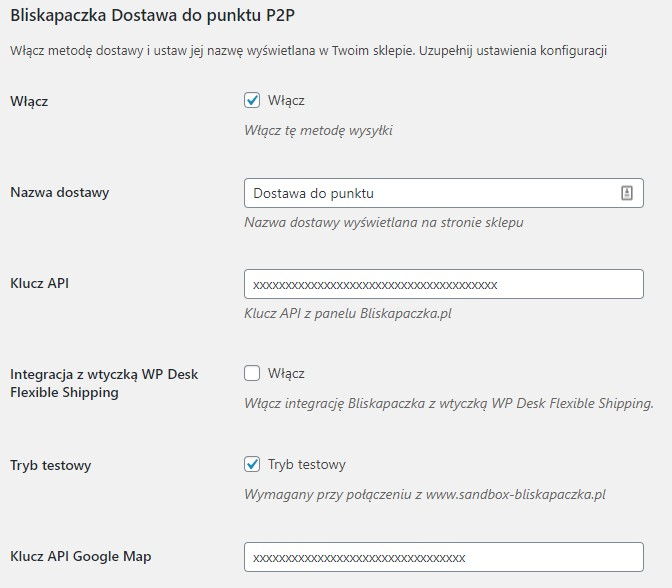 Bliskapaczka Dostawa do punktu P2P
Włącz metodę dostawy i ustaw jej nazwę wyświetlana w Twoim sklepie. Uzupełnij ustawienia konfiguracji
Włącz
Włącz
Włącz tę metodę wysyłki
Nazwa dostawy
Dostawa do punktu
Nazwa dostawy wyświetlana na stronie sklepu
Klucz API
xxxxxxxxxxxxxxxxxxxxxxxxxxxxxxxxxxxxxxxx
Klucz API z panelu Bliskapaczka.pl
Integracja z wtyczką WP Desk
Flexible Shipping
Włącz
Włącz integrację Bliskapaczka z wtyczką WP Desk Flexible Shipping.
Tryb testowy
Tryb testowy
Wymagany przy połączeniu z www.sandbox-bliskapaczka.pl
Klucz API Google Map
xxxxxxxxxxxxxxxxxxxxxxxxxxxxxxxxxxx